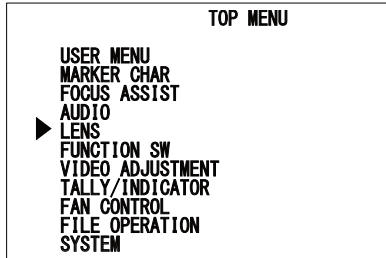 TOP MENU
USER MENU
MARKER CHAR
FOCUS ASSIST
AUDIO
LENS
FUNCTION SW
VIDEO ADJUSTMENT
TALLY/INDICATOR
FAN CONTROL
FILE OPERATION
SYSTEM